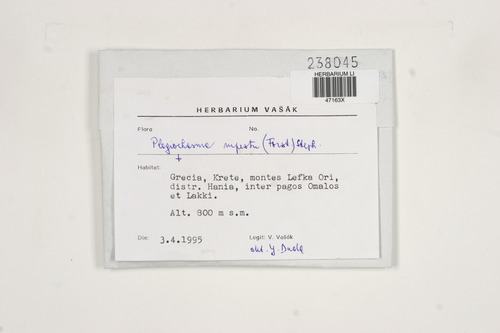 238045
HERBARIUM LI
47163X
HERBARIUM VAŠÁK
Flora No.
Plagiochasma rupestre (Forst) Steph.
+
Habitat:
Grecia, Krete, montes Lefka Ori,
distr. Hania, inter pagos Omalos
et Lakki.
Alt. 800 m s.m.
Die: 3.4.1995 Legit: V. Vašák
det. J. Duda